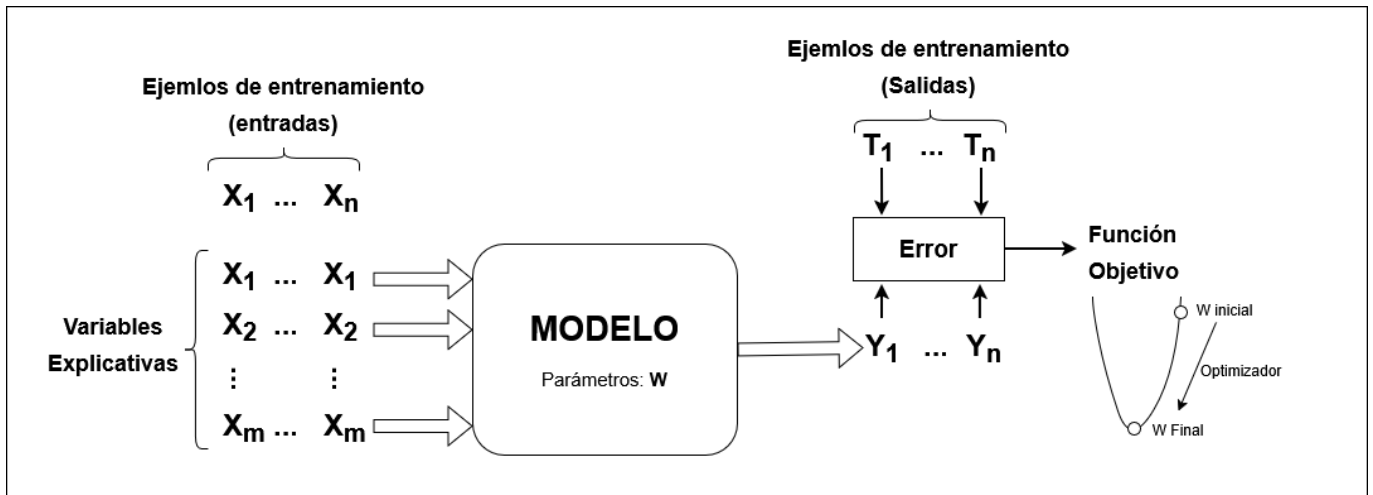 Ejemlos de entrenamiento
(entradas)
X1 ... Xn
Variables
Explicativas
X1 ... X1
X2 ... X2
⋮ ⋮
Xm ... Xm
MODELO
Parámetros: W
Ejemlos de entrenamiento
(Salidas)
T1 ... Tn
Error
Y1 ... Yn
Función
Objetivo
W inicial
Optimizador
W Final